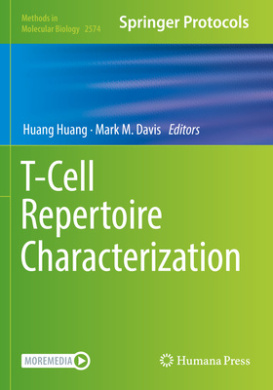 Methods in
Molecular Biology 2574
Springer Protocols
Huang Huang · Mark M. Davis Editors
T-Cell
Repertoire
Characterization
MOREMEDIA
Humana Press